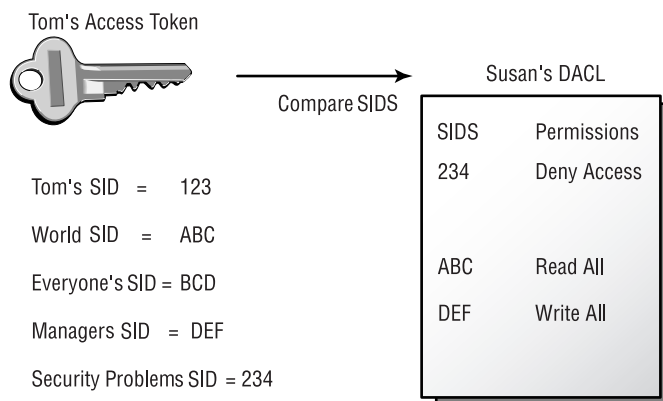 Tom's Access Token
Compare SIDS
Susan's DACL
SIDS Permissions
234 Deny Access
ABC Read All
DEF Write All
Tom's SID = 123
World SID = ABC
Everyone's SID = BCD
Managers SID = DEF
Security Problems SID = 234